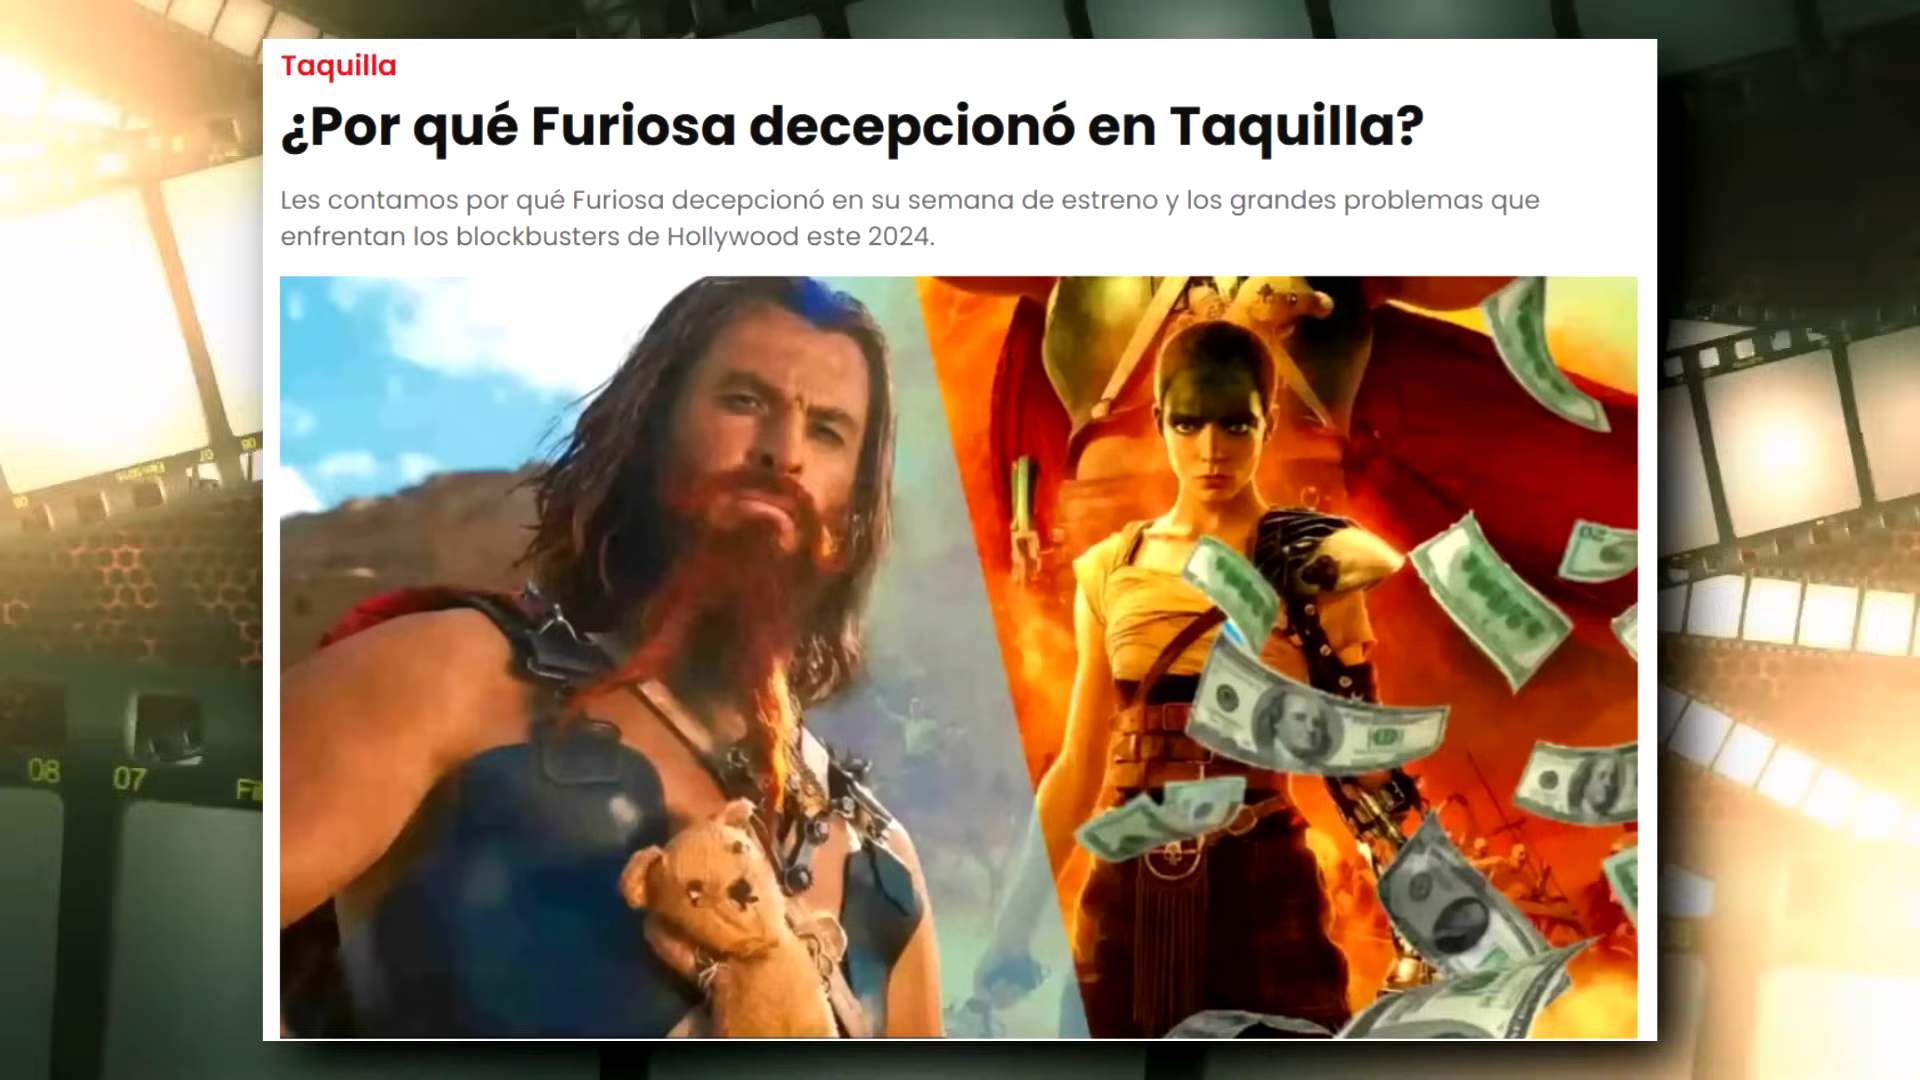 Taquilla
¿Por qué Furiosa decepcionó en Taquilla?
Les contamos por qué Furiosa decepcionó en su semana de estreno y los grandes problemas que
enfrentan los blockbusters de Hollywood este 2024.
08
07